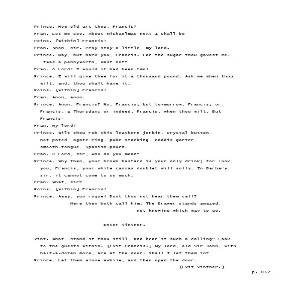 Prince. How old art thou, Francis?
Fran. Let me see. About Michaelmas next I shall be-
Poins. [within] Francis!
Fran. Anon, sir. Pray stay a little, my lord.
Prince. Nay, but hark you, Francis. For the sugar thou gavest me-
'twas a pennyworth, wast not?
Fran. O Lord! I would it had been two!
Prince. I will give thee for it a thousand pound. Ask me when thou
wilt, and, thou shalt have it.
Poins. [within] Francis!
Fran. Anon, anon.
Prince. Anon, Francis? No, Francis; but to-morrow, Francis; or,
Francis, a Thursday; or indeed, Francis, when thou wilt. But
Francis-
Fran. My lord?
Prince. Wilt thou rob this leathern jerkin, crystal-button,
not-pated, agate-ring, puke-stocking, caddis-garter,
smooth-tongue, Spanish-pouch-
Fran. O Lord, sir, who do you mean?
Prince. Why then, your brown bastard is your only drink; for look
you, Francis, your white canvas doublet will sully. In Barbary,
sir, it cannot come to so much.
Fran. What, sir?
Poins. [within] Francis!
Prince. Away, you rogue! Dost thou not hear them call?
Here they both call him. The Drawer stands amazed,
not knowing which way to go.
Enter Vintner.
Vint. What, stand'st thou still, and hear'st such a calling? Look
to the guests within. [Exit Francis.] My lord, old Sir John, with
half-a-dozen more, are at the door. Shall I let them in?
Prince. Let them alone awhile, and then open the door.
[Exit Vintner.]